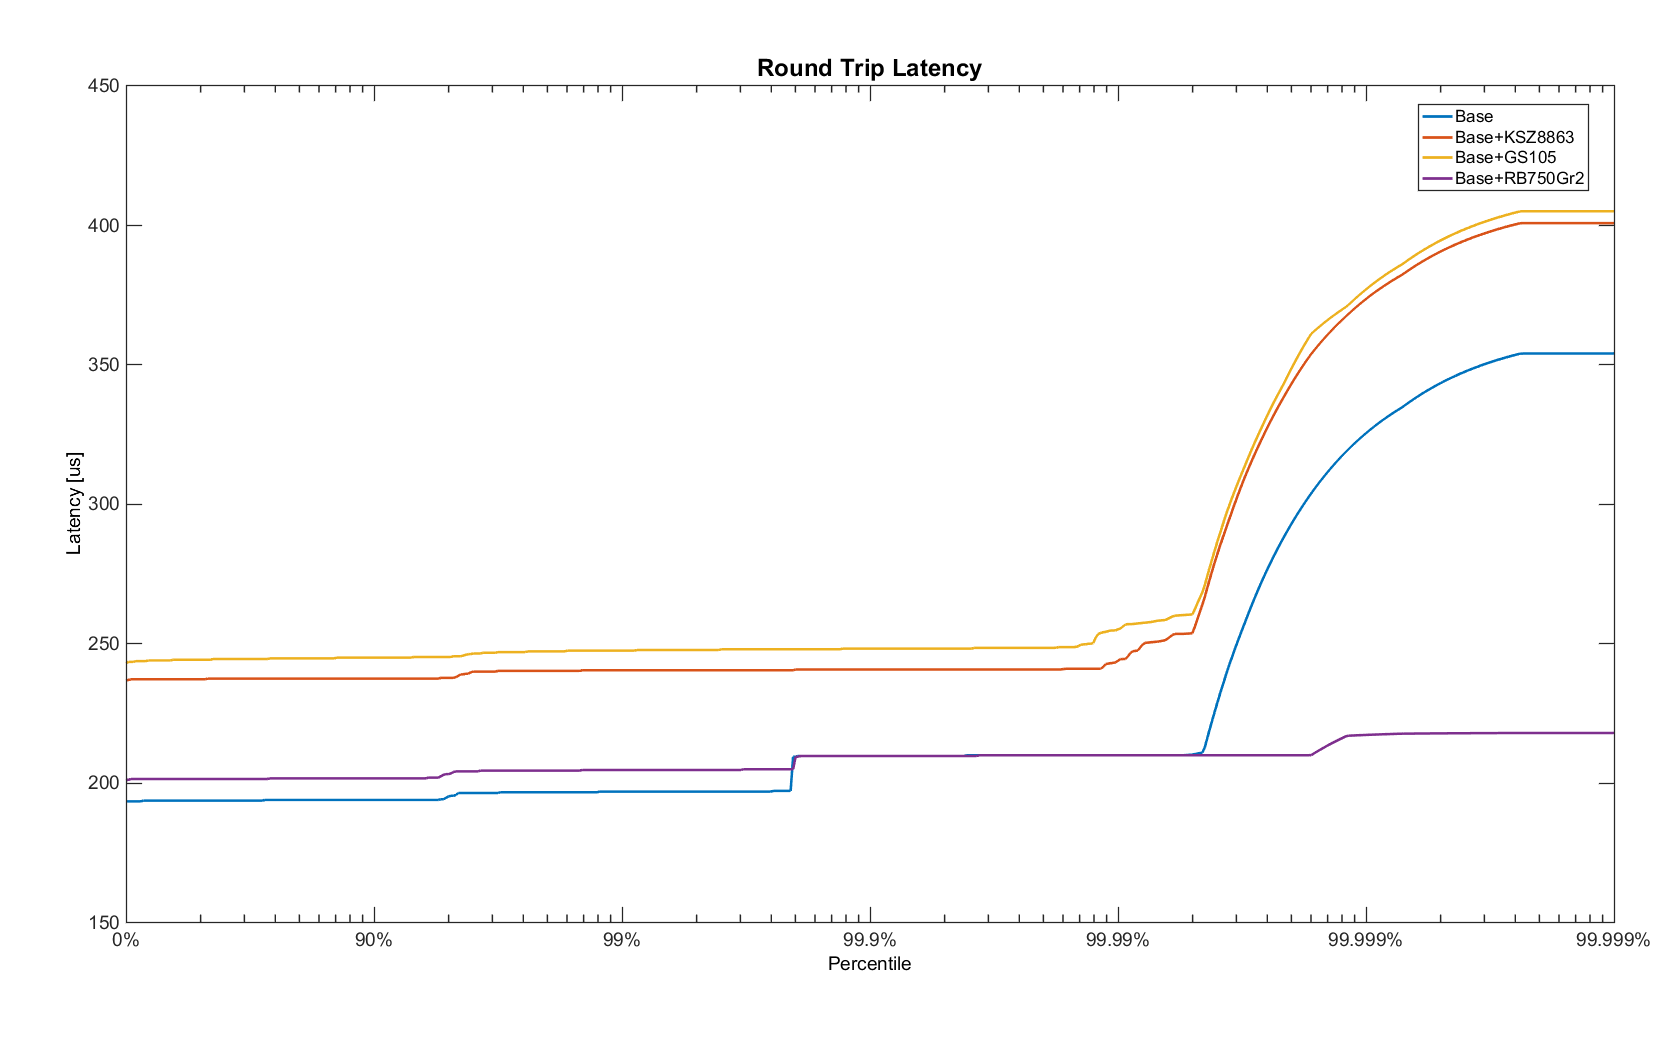 Round Trip Latency
450
400
350
300
250
200
150
Latency [us]
Base
Base+KSZ8863
Base+GS105
Base+RB750Gr2
0% 90% 99% 99.9% 99.99% 99.999% 99.999%
Percentile